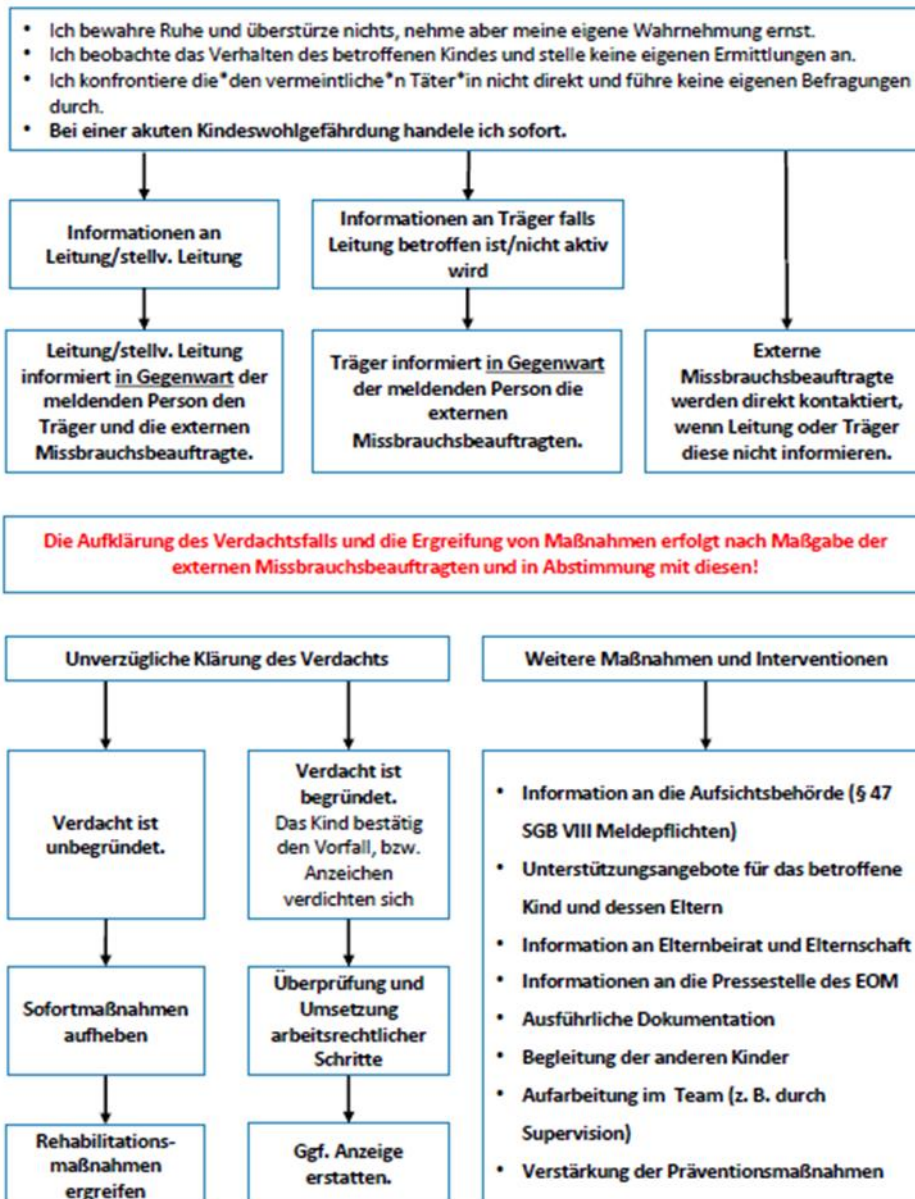 • Ich bewahre Ruhe und überstürze nichts, nehme aber meine eigene Wahrnehmung ernst.
• Ich beobachte das Verhalten des betroffenen Kindes und stelle keine eigenen Ermittlungen an.
• Ich konfrontiere die*den vermeintliche*n Täter*in nicht direkt und führe keine eigenen Befragungen
durch.
• Bei einer akuten Kindeswohlgefährdung handele ich sofort.
Informationen an
Leitung/stellv. Leitung
Informationen an Träger falls
Leitung betroffen ist/nicht aktiv
wird
Leitung/stellv. Leitung
informiert in Gegenwart der
meldenden Person den
Träger und die externen
Missbrauchsbeauftragte.
Träger informiert in Gegenwart
der meldenden Person die
externen
Missbrauchsbeauftragten.
Externe
Missbrauchsbeauftragte
werden direkt kontaktiert,
wenn Leitung oder Träger
diese nicht informieren.
Die Aufklärung des Verdachtsfalls und die Ergreifung von Maßnahmen erfolgt nach Maßgabe der
externen Missbrauchsbeauftragten und in Abstimmung mit diesen!
Unverzügliche Klärung des Verdachts
Verdacht ist
unbegründet.
Sofortmaßnahmen
aufheben
Rehabilitations-
maßnahmen
ergreifen
Verdacht ist
begründet.
Das Kind bestätig
den Vorfall, bzw.
Anzeichen
verdichten sich
Überprüfung und
Umsetzung
arbeitsrechtlicher
Schritte
Ggf. Anzeige
erstatten.
Weitere Maßnahmen und Interventionen
• Information an die Aufsichtsbehörde (§ 47
SGB VIII Meldepflichten)
• Unterstützungsangebote für das betroffene
Kind und dessen Eltern
• Information an Elternbeirat und Elternschaft
• Informationen an die Pressestelle des EOM
• Ausführliche Dokumentation
• Begleitung der anderen Kinder
• Aufarbeitung im Team (z. B. durch
Supervision)
• Verstärkung der Präventionsmaßnahmen